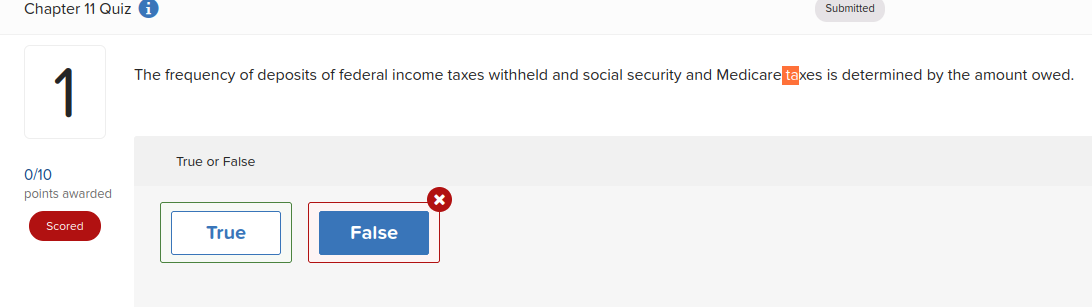 Chapter 11 Quiz i
Submitted
1
The frequency of deposits of federal income taxes withheld and social security and Medicare taxes is determined by the amount owed.
True or False
0/10
points awarded
Scored
True
False